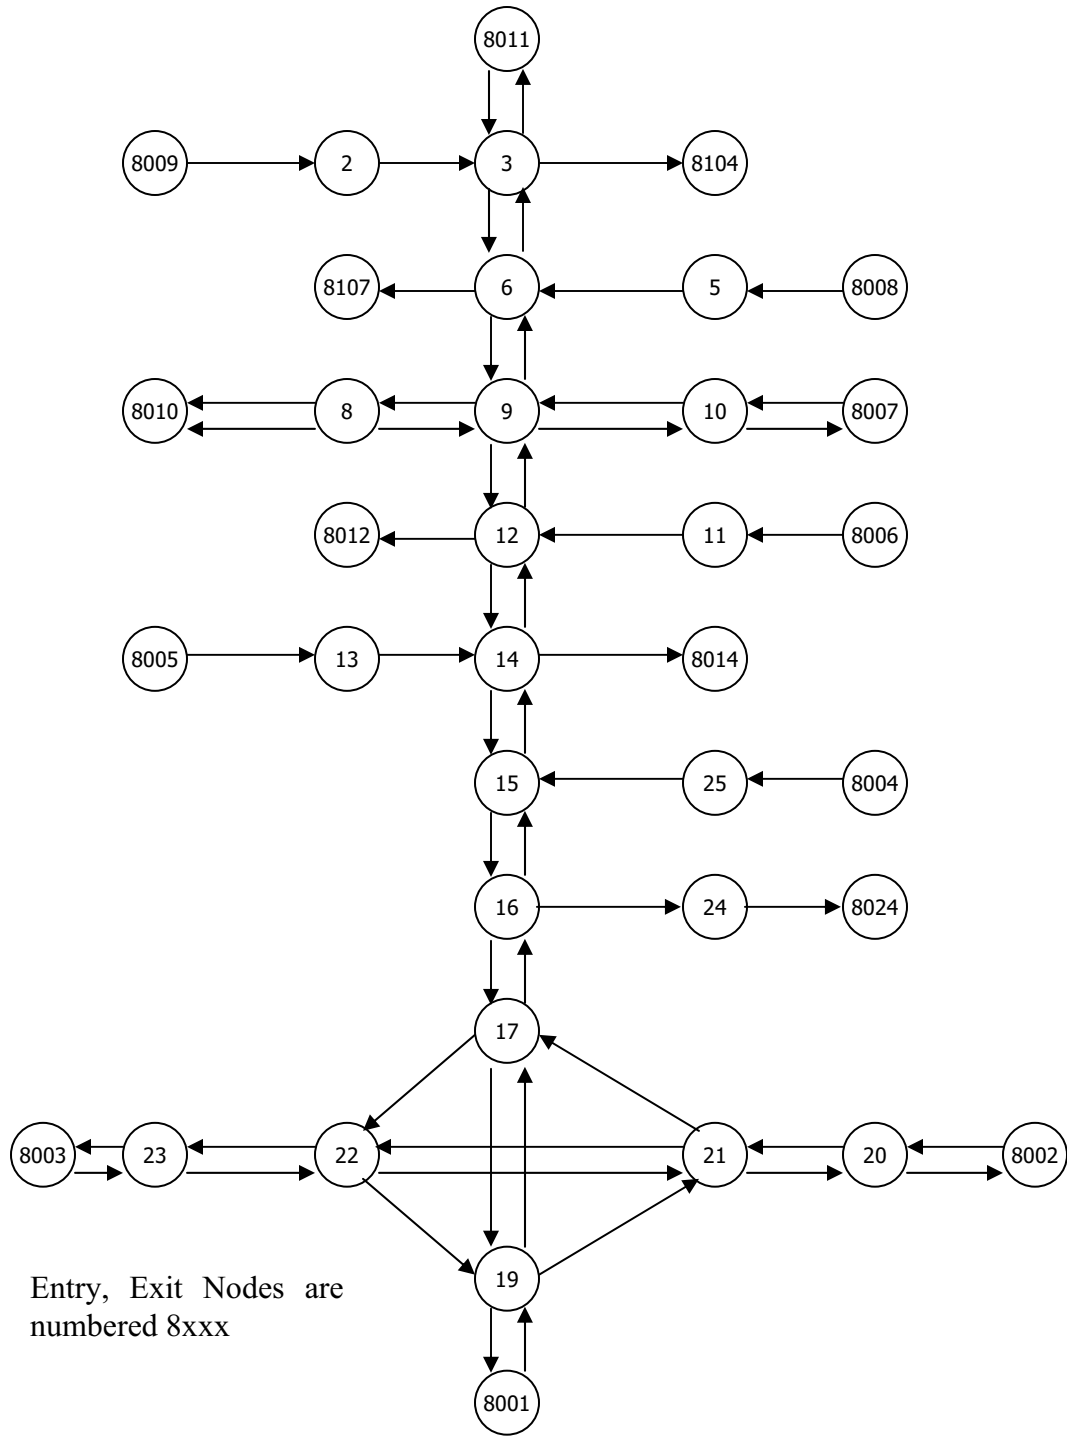 8011
8009 2 3 8104
8107 6 5 8008
8010 8 9 10 8007
8012 12 11 8006
8005 13 14 8014
15 25 8004
16 24 8024
17
8003 23 22 21 20 8002
19
Entry, Exit Nodes are
numbered 8xxx
8001